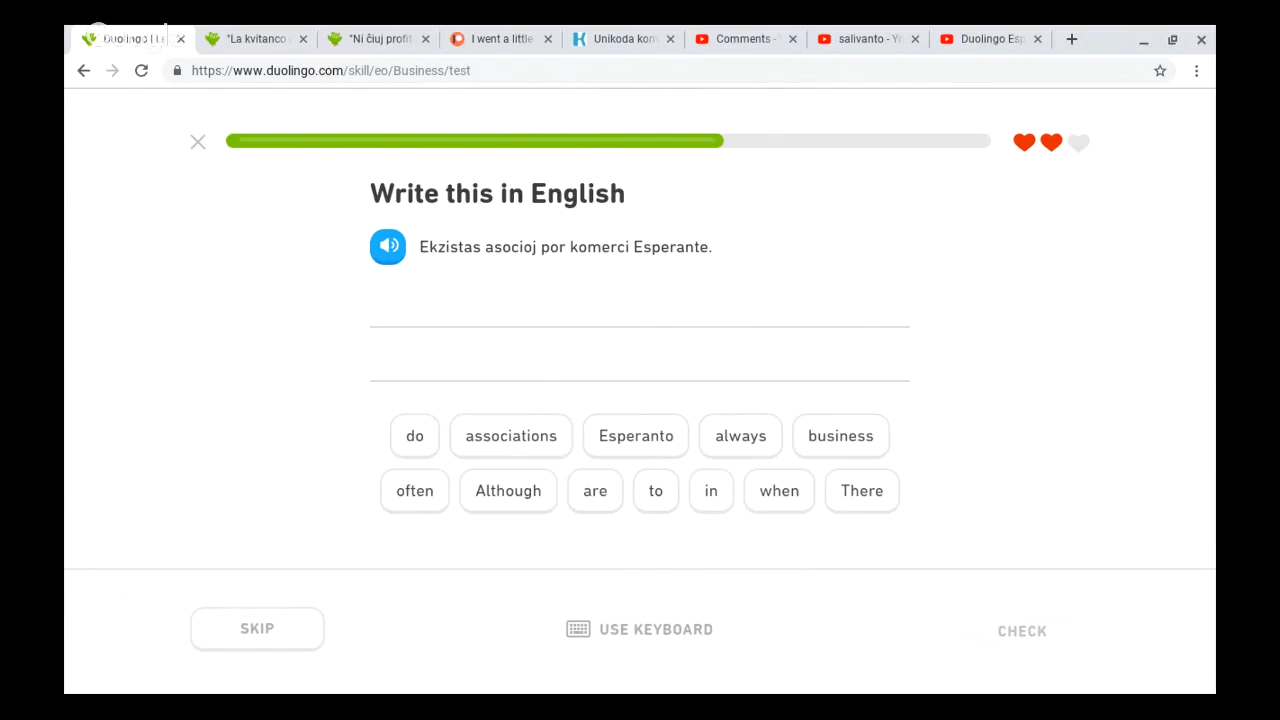 Duolingo | Le
"La kvitanco
"Ni ĉiuj profit
I went a little
Unikoda kon
Comments -
salivanto - Yo
Duolingo Esp
https://www.duolingo.com/skill/eo/Business/test
Write this in English
Ekzistas asocioj por komerci Esperante.
do associations Esperanto always business
often Although are to in when There
SKIP USE KEYBOARD CHECK